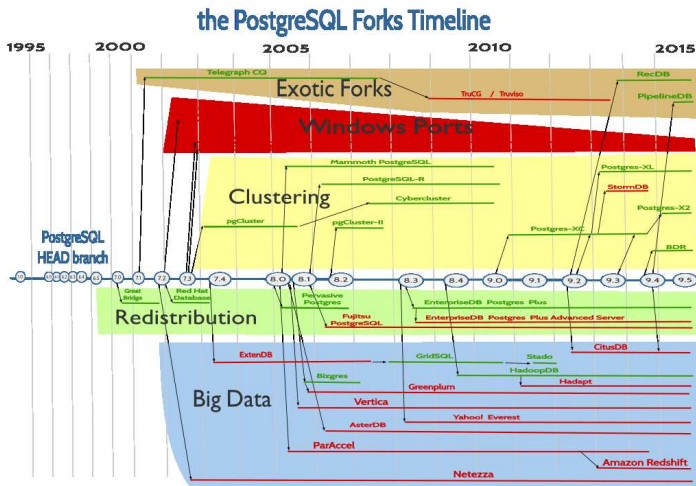 the PostgreSQL Forks Timeline
1995 2000 2005 2010 2015
Telegraph CQ
Exotic Forks
TruCG / Truviso
RecDB
PipelineDB
Windows Ports
Clustering
Mammoth PostgreSQL
PostgreSQL-R
Cybercluster
pgCluster
pgCluster-II
Postgres-XL
StormDB
Postgres-X2
Postgres-XC
BDR
PostgreSQL
HEAD branch
6.5 7.0 7.1 7.2 7.3 7.4 8.0 8.1 8.2 8.3 8.4 9.0 9.1 9.2 9.3 9.4 9.5
Redistribution
Great
Bridge
Red Hat
Database
Pervasive
Postgres
Fujitsu
PostgreSQL
EnterpriseDB Postgres Plus
EnterpriseDB Postgres Plus Advanced Server
CitusDB
Big Data
ExtenDB
GridSQL
Stado
HadoopDB
Hadapt
Bizgres
Greenplum
Vertica
Yahoo! Everest
AsterDB
ParAccel
Amazon Redshift
Netezza